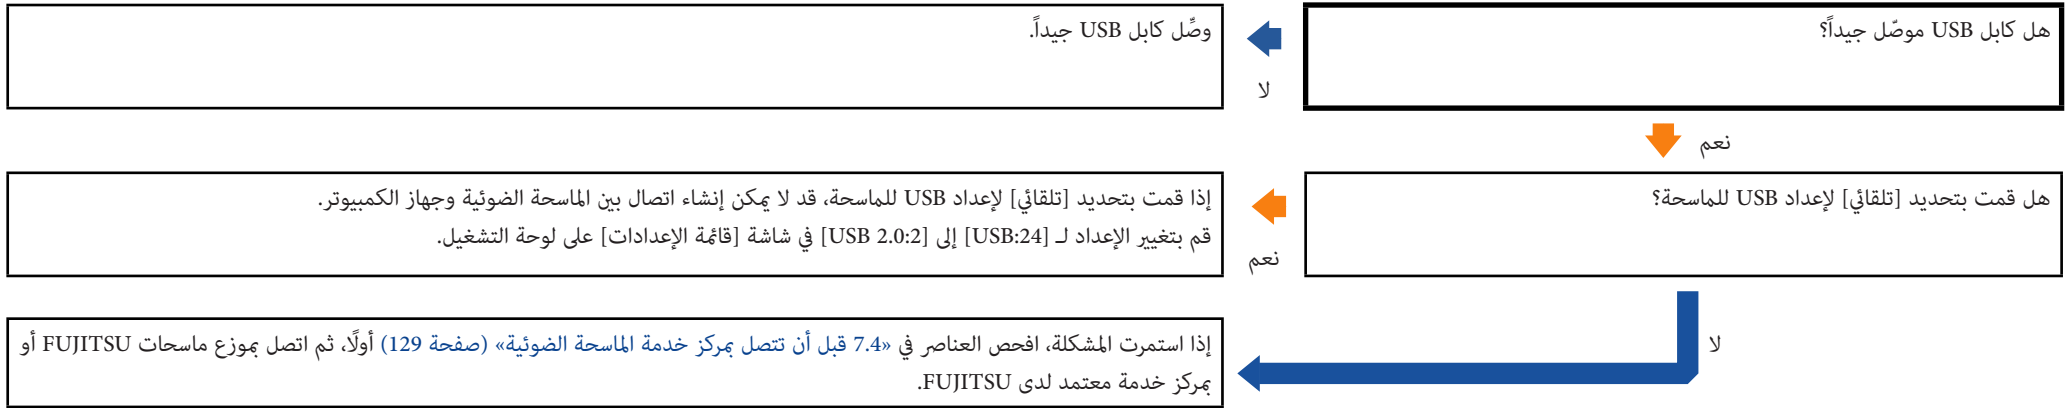 هل كابل USB موصّل جيداً؟
لا
وصِّل كابل USB جيداً.
نعم
هل قمت بتحديد [تلقائي] لإعداد USB للماسحة؟
نعم
إذا قمت بتحديد [تلقائي] لإعداد USB للماسحة، قد لا يمكن إنشاء اتصال بين الماسحة الضوئية وجهاز الكمبيوتر.
قم بتغيير الإعداد لـ [24:USB] إلى [2:USB 2.0] في شاشة [قائمة الإعدادات] على لوحة التشغيل.
لا
إذا استمرت المشكلة، افحص العناصر في «7.4 قبل أن تتصل بمركز خدمة الماسحة الضوئية» (صفحة 129) أولًا، ثم اتصل بموزع ماسحات FUJITSU أو
بمركز خدمة معتمد لدى FUJITSU.